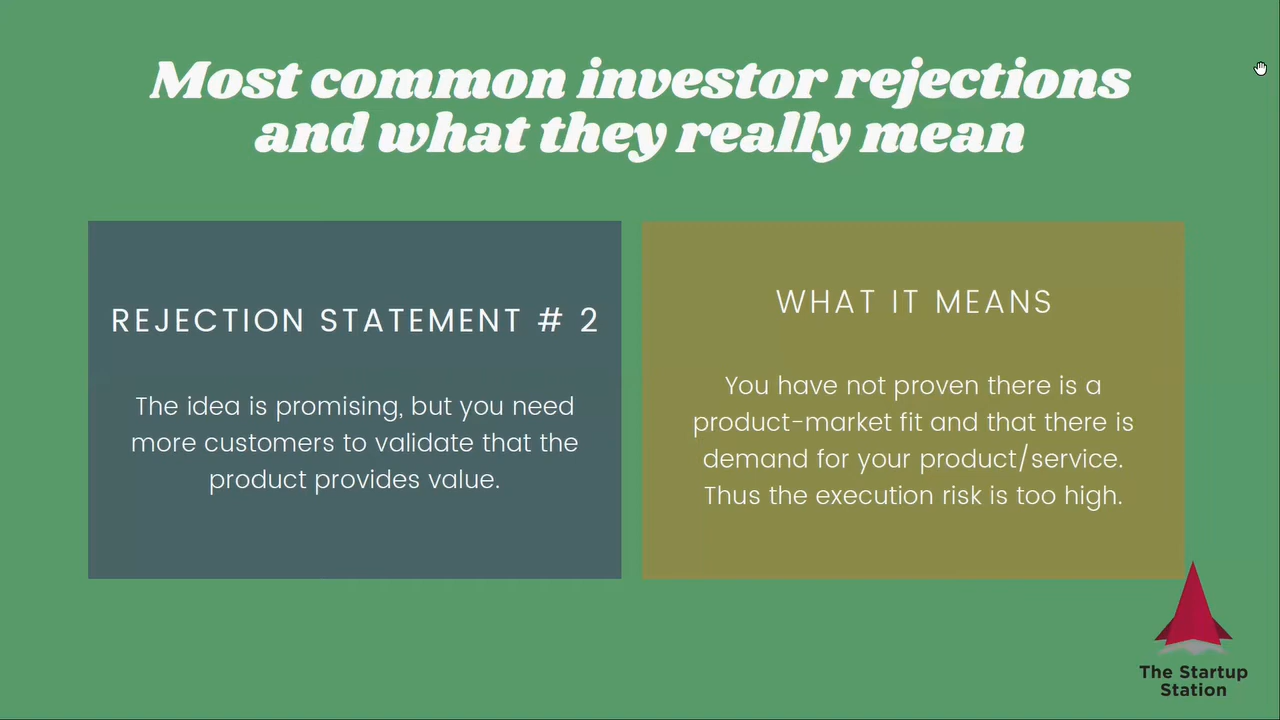 Most common investor rejections
and what they really mean
REJECTION STATEMENT # 2
The idea is promising, but you need
more customers to validate that the
product provides value.
WHAT IT MEANS
You have not proven there is a
product-market fit and that there is
demand for your product/service.
Thus the execution risk is too high.
The Startup
Station